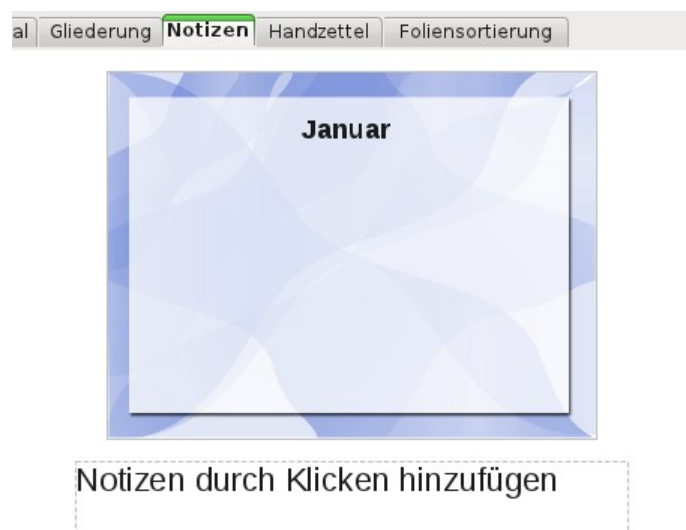 al Gliederung Notizen Handzettel Foliensortierung
Januar
Notizen durch Klicken hinzufügen